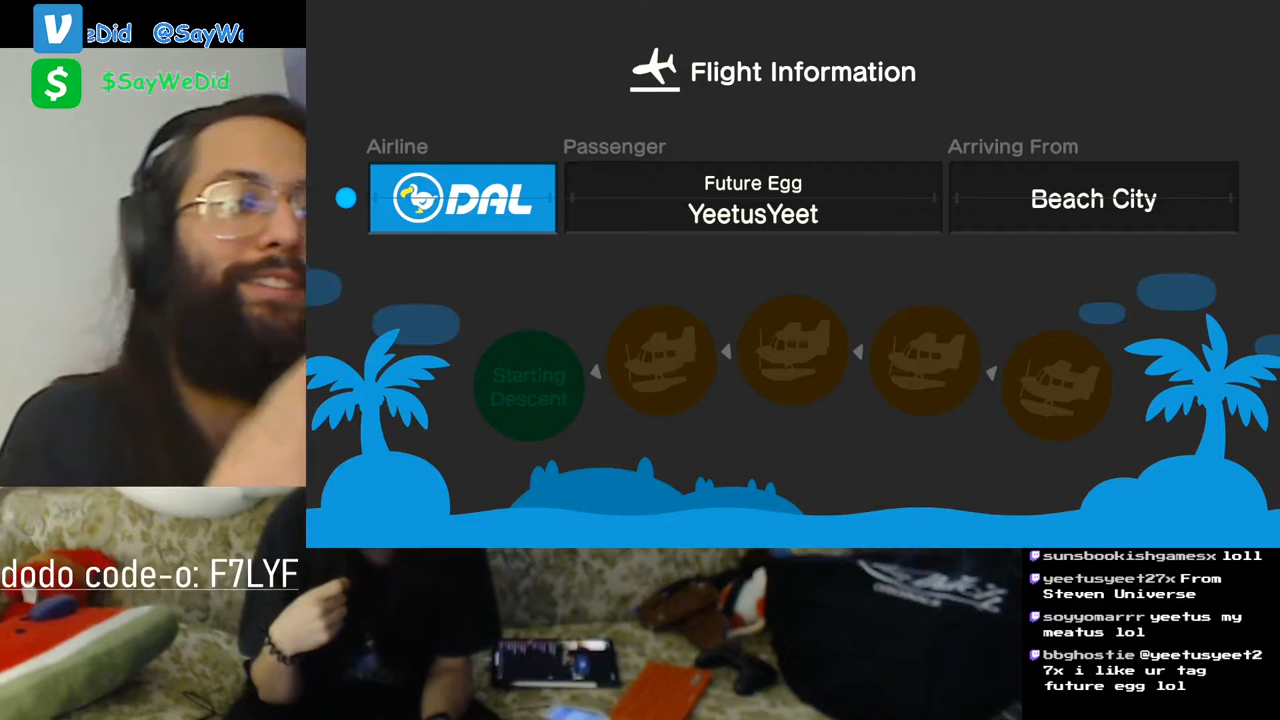 eDid @SayWe
$
$SayWeDid
Flight Information
Airline
Passenger
Arriving From
DAL
Future Egg
YeetusYeet
Beach City
Starting
Descent
dodo code-o: F7LYF
sunsbookishgamesx loll
yeetusyeet27x From
Steven Universe
soyyomarrr yeetus my
meatus lol
bbghostie @yeetusyeet2
7x i like ur tag
future egg lol